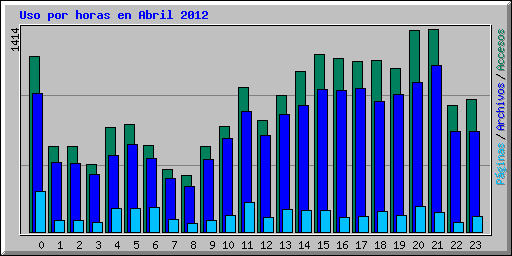 Uso por horas en Abril 2012
1414
Páginas / Archivos / Accesos
0 1 2 3 4 5 6 7 8 9 10 11 12 13 14 15 16 17 18 19 20 21 22 23